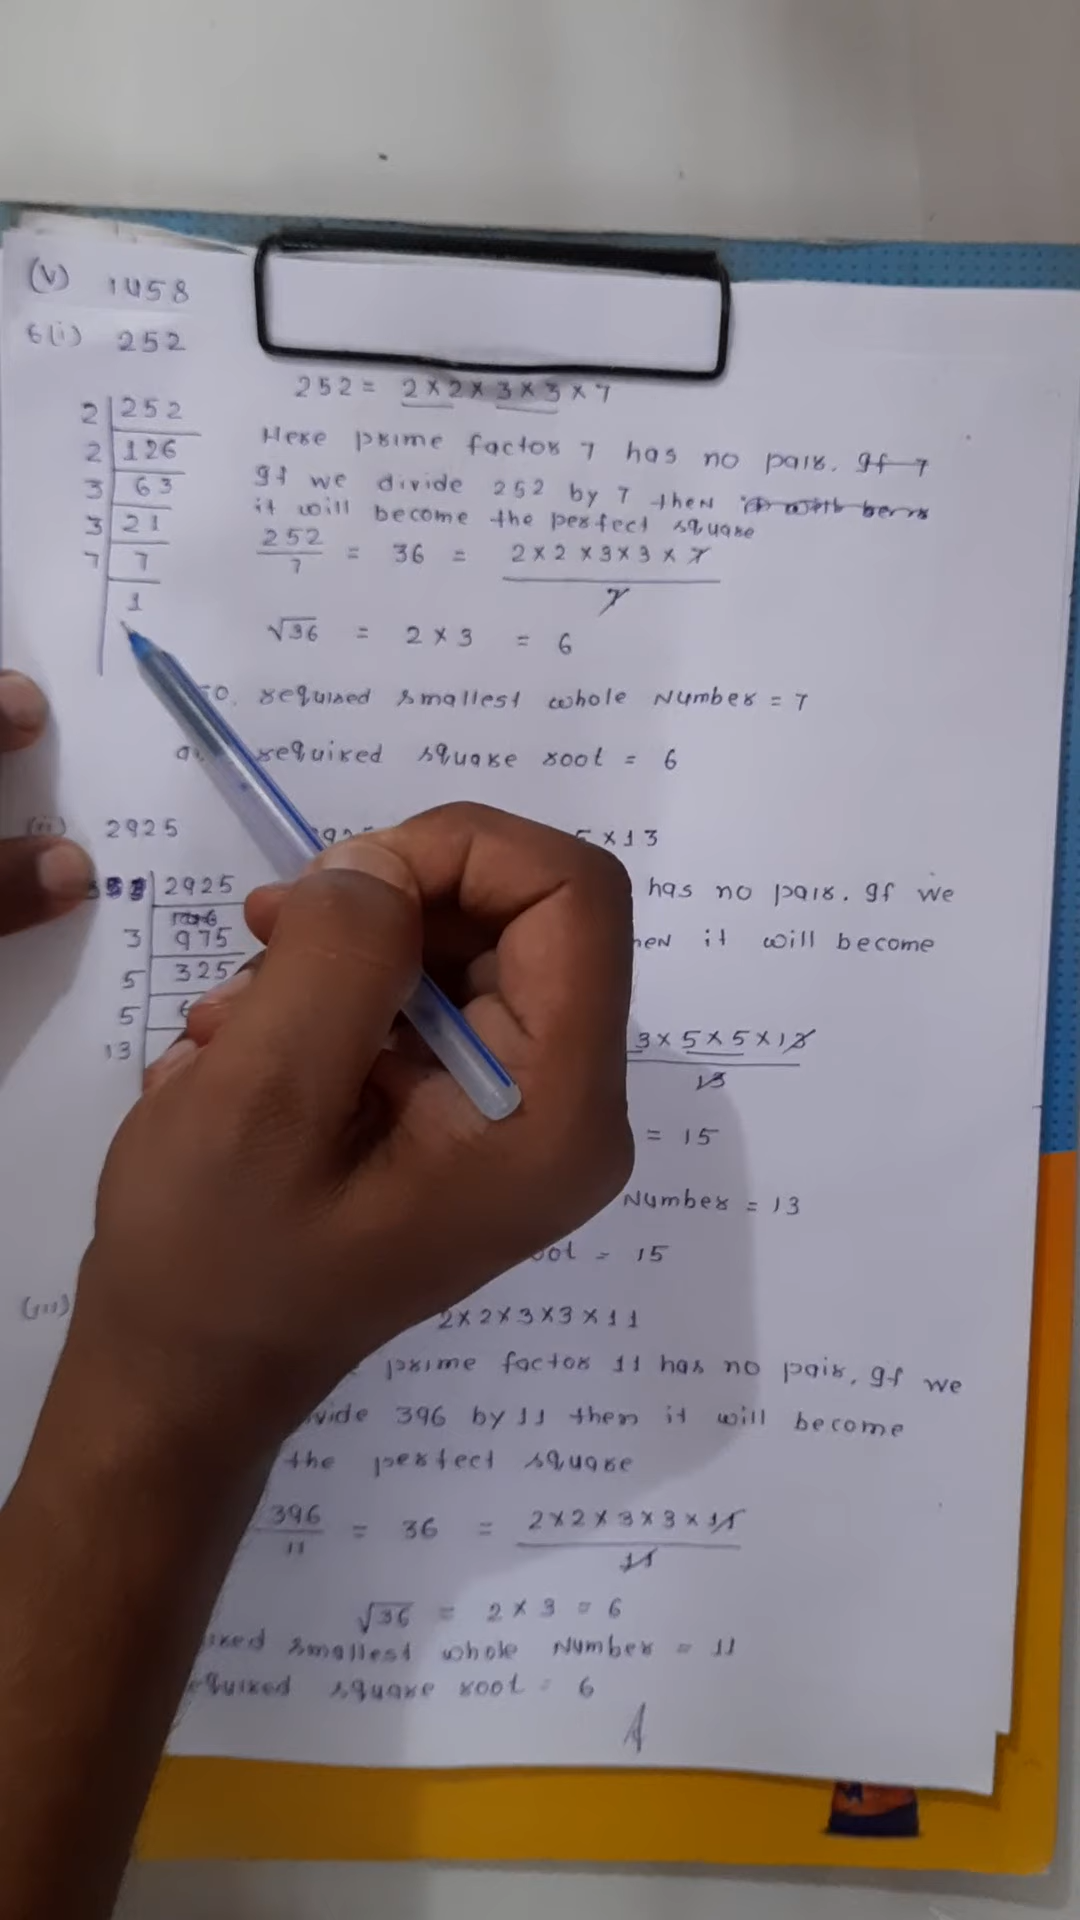 (V) 1458
6(i) 252
252 = 2×2×3×3×7
2 252
2 126
3 63
3 21
7 7
1
Here prime factor 7 has no pair. If 7
If we divide 252 by 7 then
it will become the perfect square
252/7 = 36 = 2×2×3×3×7/7
√36 = 2×3 = 6
so, required smallest whole Number = 7
required square root = 6
(ii) 2925
5×13
3 2925
3 975
5 325
5 6
13
has no pair. If we
it will become
3×5×5×13
13
= 15
Number = 13
= 15
(iii)
2×2×3×3×11
prime factor 11 has no pair, If we
396 by 11 then it will become
the perfect square
396/11 = 36 = 2×2×3×3×11/11
√36 = 2×3 = 6
smallest whole Number = 11
square root = 6
A